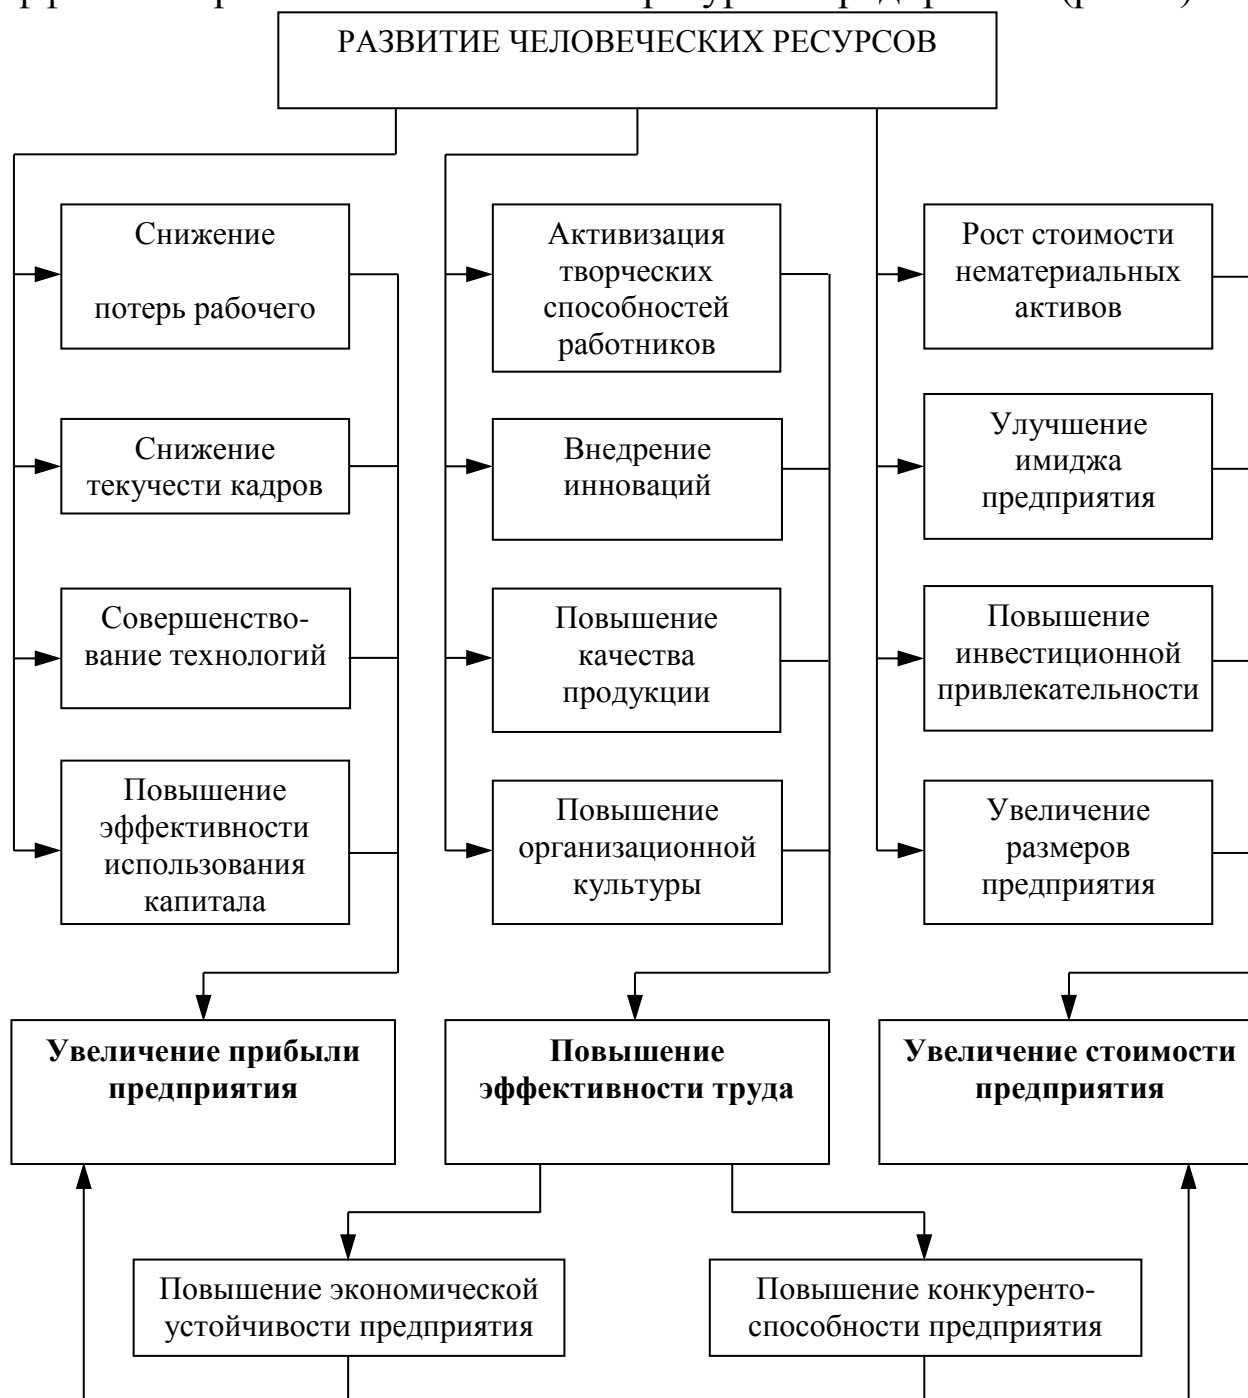 РАЗВИТИЕ ЧЕЛОВЕЧЕСКИХ РЕСУРСОВ
Снижение
потерь рабочего
Активизация
творческих
способностей
работников
Рост стоимости
нематериальных
активов
Снижение
текучести кадров
Внедрение
инноваций
Улучшение
имиджа
предприятия
Совершенство-
вание технологий
Повышение
качества
продукции
Повышение
инвестиционной
привлекательности
Повышение
эффективности
использования
капитала
Повышение
организационной
культуры
Увеличение
размеров
предприятия
Увеличение прибыли
предприятия
Повышение
эффективности труда
Увеличение стоимости
предприятия
Повышение экономической
устойчивости предприятия
Повышение конкуренто-
способности предприятия